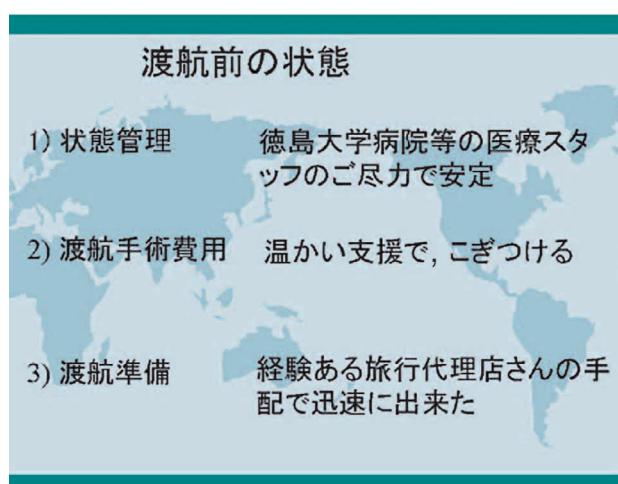 渡航前の状態
1) 状態管理 徳島大学病院等の医療スタ
ッフのご尽力で安定
2) 渡航手術費用 温かい支援で, こぎつける
3) 渡航準備 経験ある旅行代理店さんの手
配で迅速に出来た